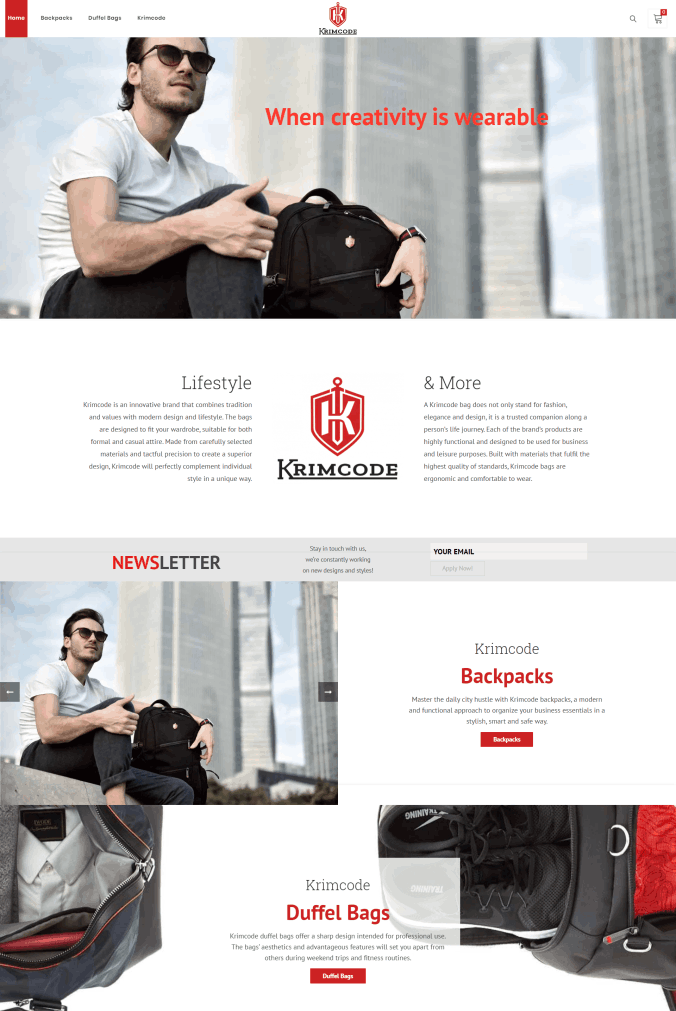 Home
Backpacks
Duffel Bags
Krimcode
0
KRIMCODE
When creativity is wearable
Lifestyle
Krimcode is an innovative brand that combines tradition
and values with modern design and lifestyle. The bags
are designed to fit your wardrobe, suitable for both
formal and casual attire. Made from carefully selected
materials and tactful precision to create a superior
design, Krimcode will perfectly complement individual
style in a unique way.
KRIMCODE
& More
A Krimcode bag does not only stand for fashion,
elegance and design, it is a trusted companion along a
person's life journey. Each of the brand's products are
highly functional and designed to be used for business
and leisure purposes. Built with materials that fulfil the
highest quality of standards, Krimcode bags are
ergonomic and comfortable to wear.
NEWSLETTER
Stay in touch with us,
we're constantly working
on new designs and styles!
YOUR EMAIL
Apply Now!
Krimcode
Backpacks
Master the daily city hustle with Krimcode backpacks, a modern
and functional approach to organize your business essentials in a
stylish, smart and safe way.
Backpacks
TRAINING
TRAINING
Krimcode
Duffel Bags
Krimcode duffel bags offer a sharp design intended for professional use.
The bags' aesthetics and advantageous features will set you apart from
others during weekend trips and fitness routines.
Duffel Bags